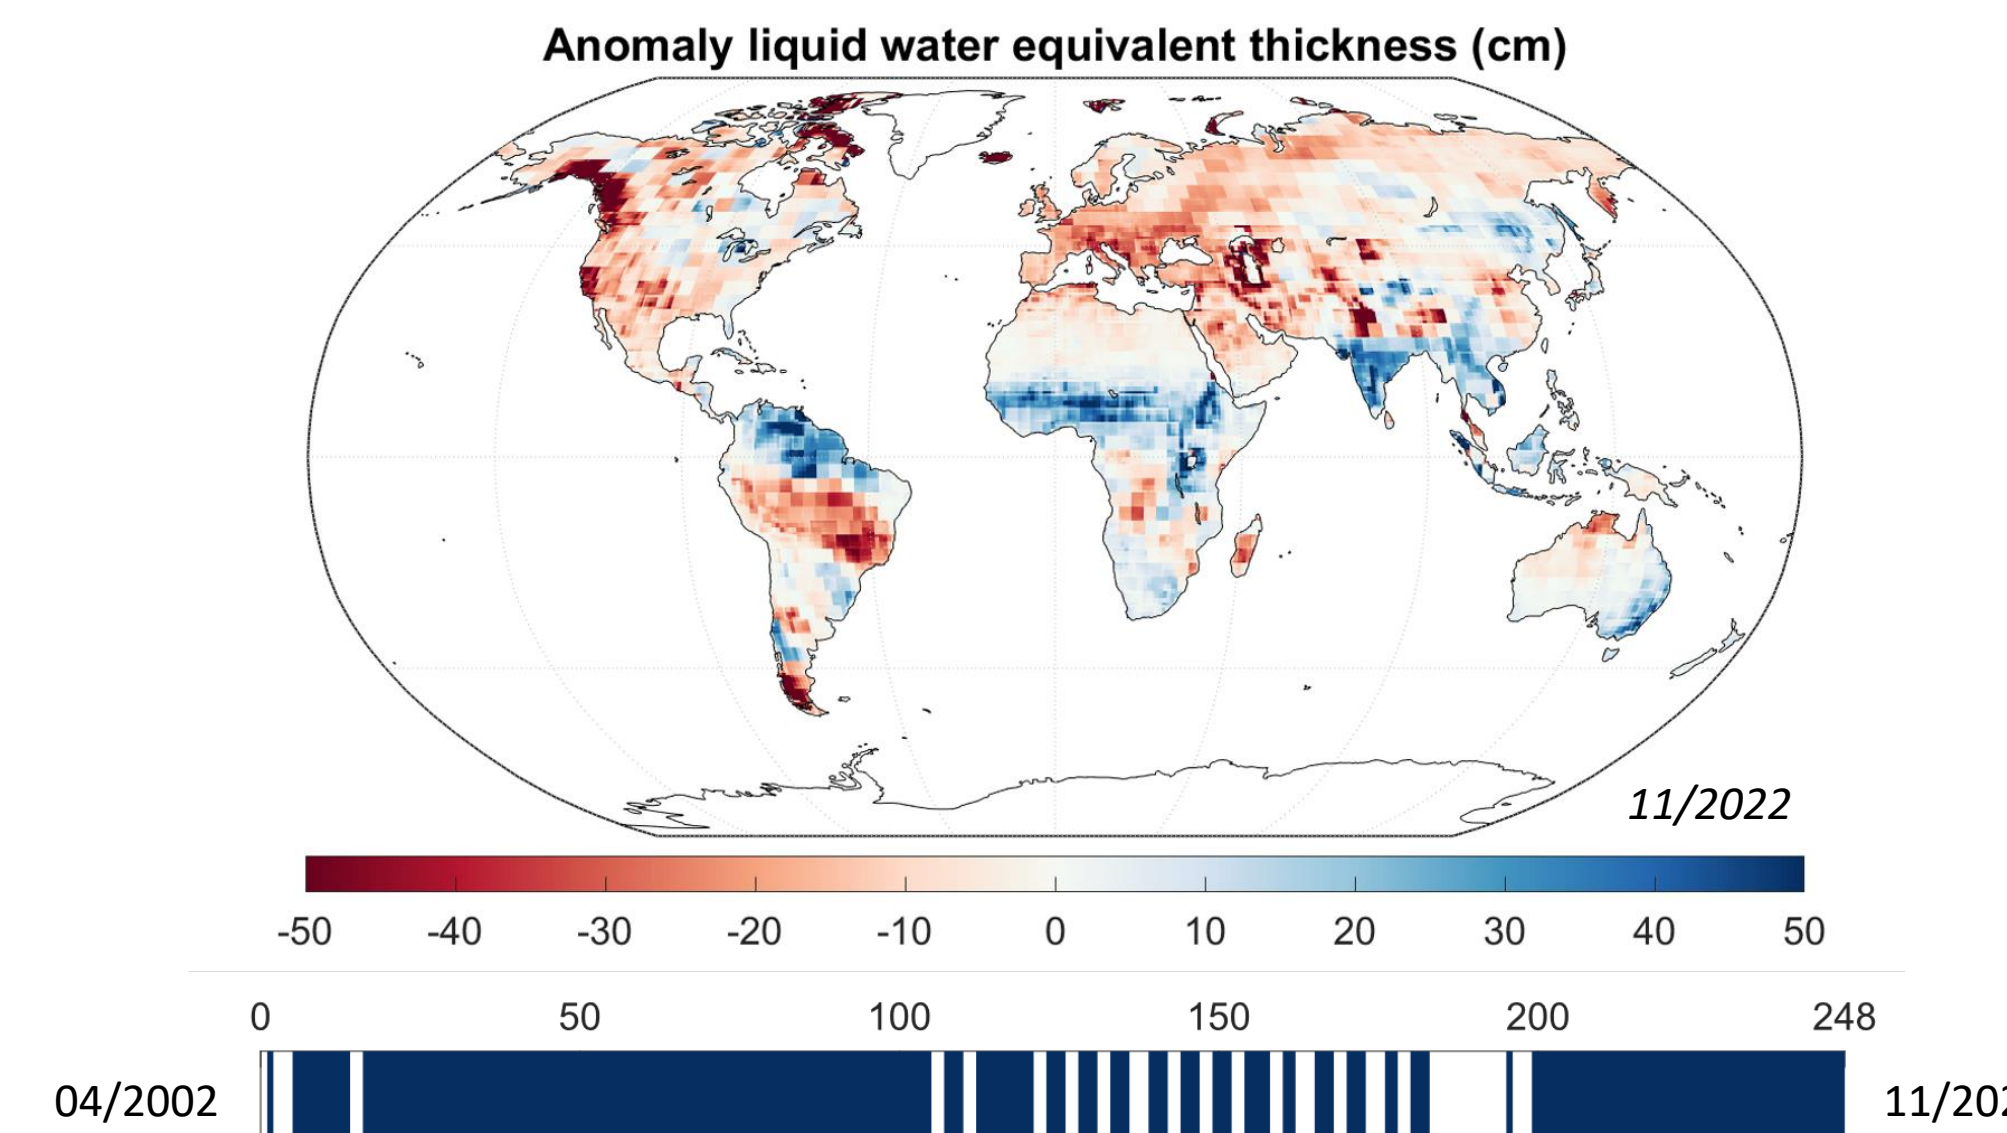 Anomaly liquid water equivalent thickness (cm)
11/2022
-50 -40 -30 -20 -10 0 10 20 30 40 50
0 50 100 150 200 248
04/2002